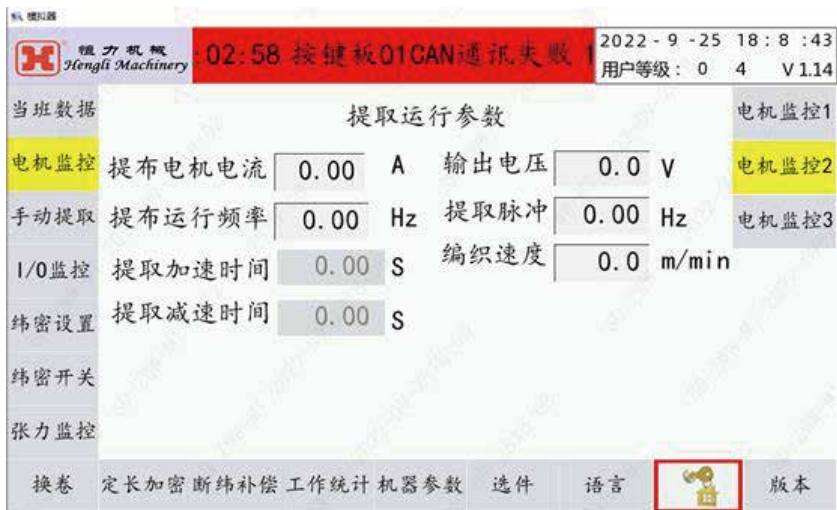 模拟器
恒力机械
Hengli Machinery
:02:58 按键板01CAN通讯失败 1
2022-9-25 18:8:43
用户等级: 0 4 V1.14
当班数据
提取运行参数
电机监控1
电机监控
提布电机电流 0.00 A
输出电压 0.0 V
电机监控2
手动提取
提布运行频率 0.00 Hz
提取脉冲 0.00 Hz
电机监控3
I/O监控
提取加速时间 0.00 S
编织速度 0.0 m/min
纬密设置
提取减速时间 0.00 S
纬密开关
张力监控
换卷 定长加密 断纬补偿 工作统计 机器参数 选件 语言 版本